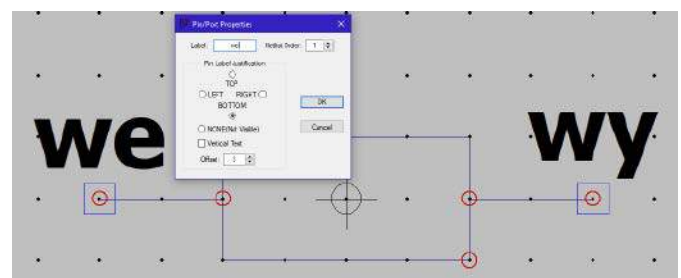 Pin/Port Properties
Label: we Netlist Order: 1
Pin Label Justification
TOP
LEFT RIGHT
BOTTOM
NONE(Not Visible)
Vertical Text
Offset:
OK
Cancel
we wy